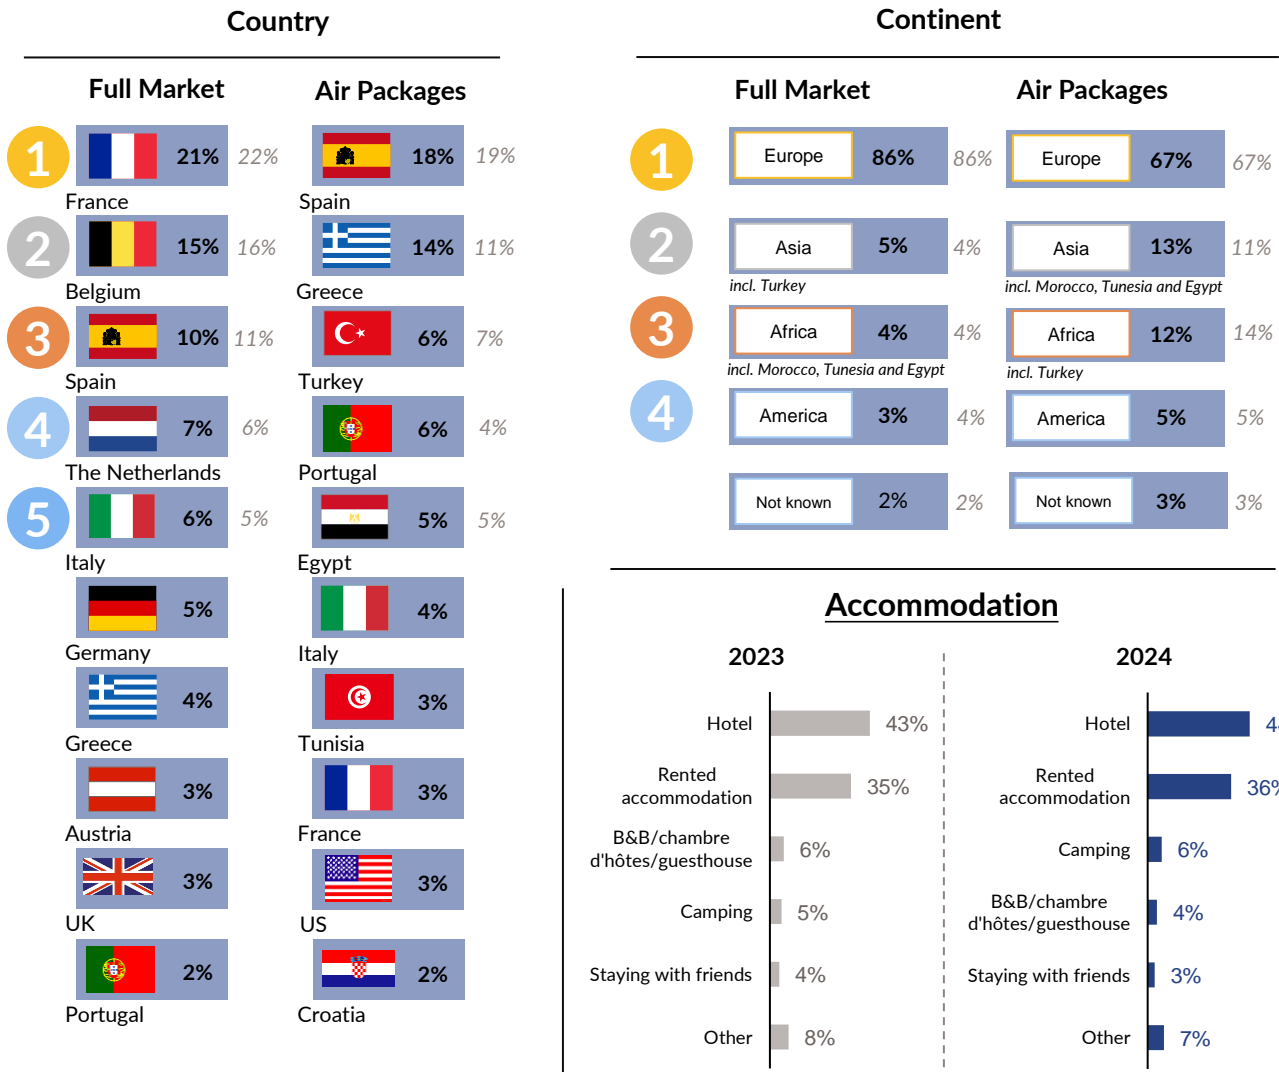 Country
Full Market
Air Packages
1
21%
22%
18%
19%
France
Spain
2
15%
16%
14%
11%
Belgium
Greece
3
10%
11%
6%
7%
Spain
Turkey
4
7%
6%
6%
4%
The Netherlands
Portugal
5
6%
5%
5%
5%
Italy
Egypt
5%
4%
Germany
Italy
4%
3%
Greece
Tunisia
3%
3%
Austria
France
3%
3%
UK
US
2%
2%
Portugal
Croatia
Continent
Full Market
Air Packages
1
Europe
86%
86%
Europe
67%
67%
2
Asia
5%
4%
Asia
13%
11%
incl. Turkey
incl. Morocco, Tunesia and Egypt
3
Africa
4%
4%
Africa
12%
14%
incl. Morocco, Tunesia and Egypt
incl. Turkey
4
America
3%
4%
America
5%
5%
Not known
2%
2%
Not known
3%
3%
Accommodation
2023
Hotel
43%
Rented
accommodation
35%
B&B/chambre
d'hôtes/guesthouse
6%
Camping
5%
Staying with friends
4%
Other
8%
2024
Hotel
Rented
accommodation
36%
Camping
6%
B&B/chambre
d'hôtes/guesthouse
4%
Staying with friends
3%
Other
7%